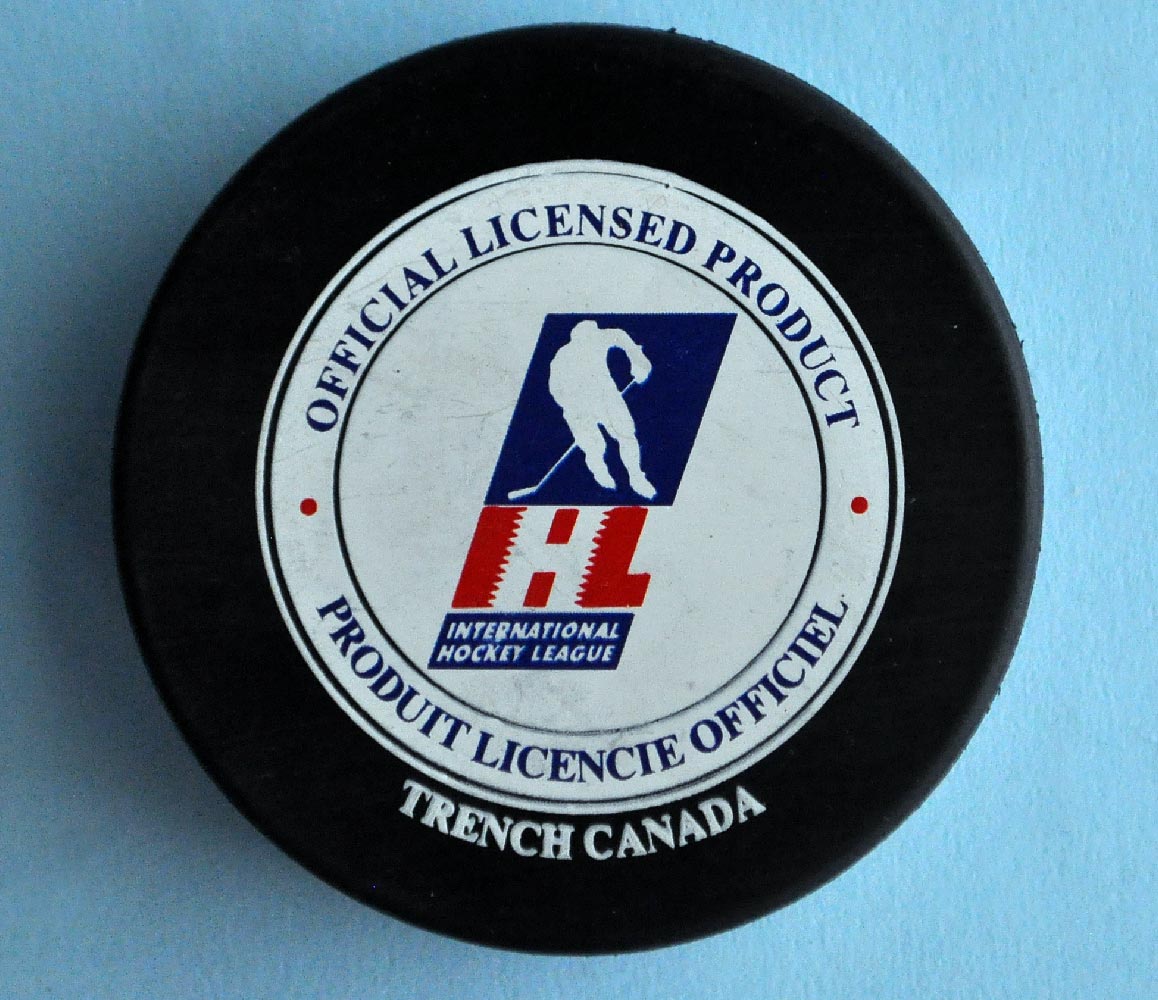 OFFICIAL LICENSED PRODUCT
IHL
INTERNATIONAL
HOCKEY LEAGUE
PRODUIT LICENCIE OFFICIEL
TRENCH CANADA